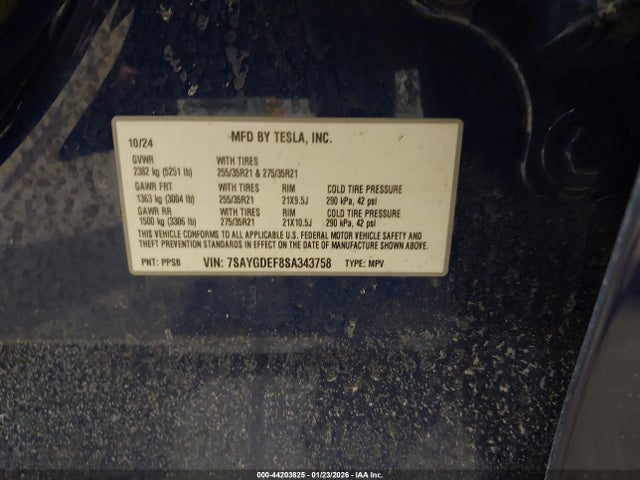 10/24 MFD BY TESLA, INC.
GVWR WITH TIRES
2382 kg (5251 lb) 255/35R21 & 275/35R21
GAWR FRT WITH TIRES RIM COLD TIRE PRESSURE
1363 kg (3004 lb) 255/35R21 21X9.5J 290 kPa, 42 psi
GAWR RR WITH TIRES RIM COLD TIRE PRESSURE
1500 kg (3306 lb) 275/35R21 21X10.5J 290 kPa, 42 psi
THIS VEHICLE CONFORMS TO ALL APPLICABLE U.S. FEDERAL MOTOR VEHICLE SAFETY AND
THEFT PREVENTION STANDARDS IN EFFECT ON THE DATE OF MANUFACTURE SHOWN ABOVE.
PNT: PPSB VIN: 7SAYGDEF8SA343758 TYPE: MPV
000-44203825 - 01/23/2026 - IAA Inc.